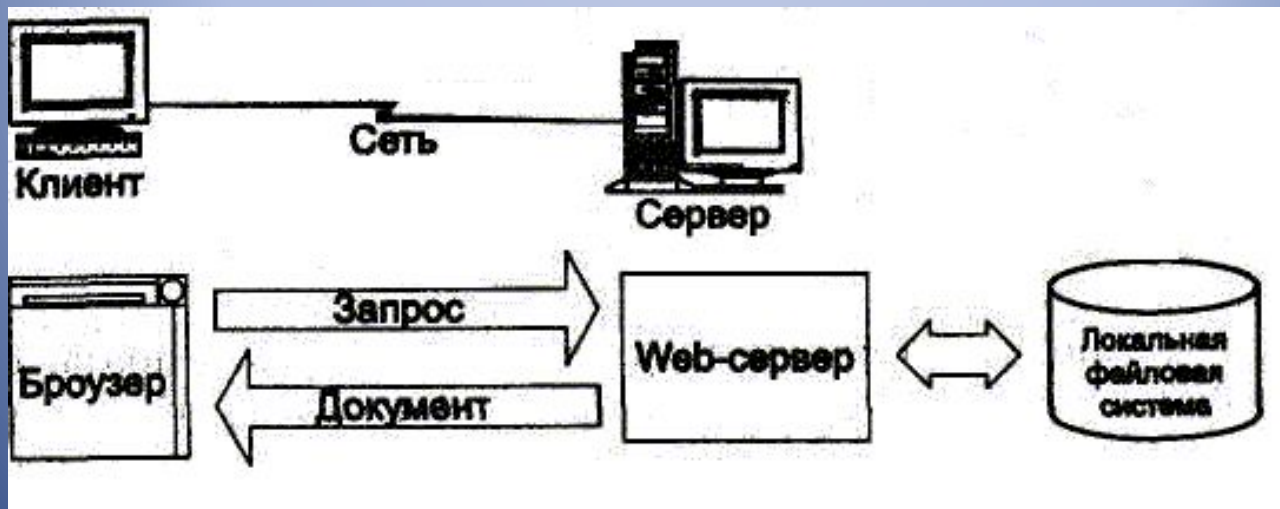 Сеть
Клиент
Сервер
Запрос
Броузер
Документ
Web-сервер
Локальная
файловая
система